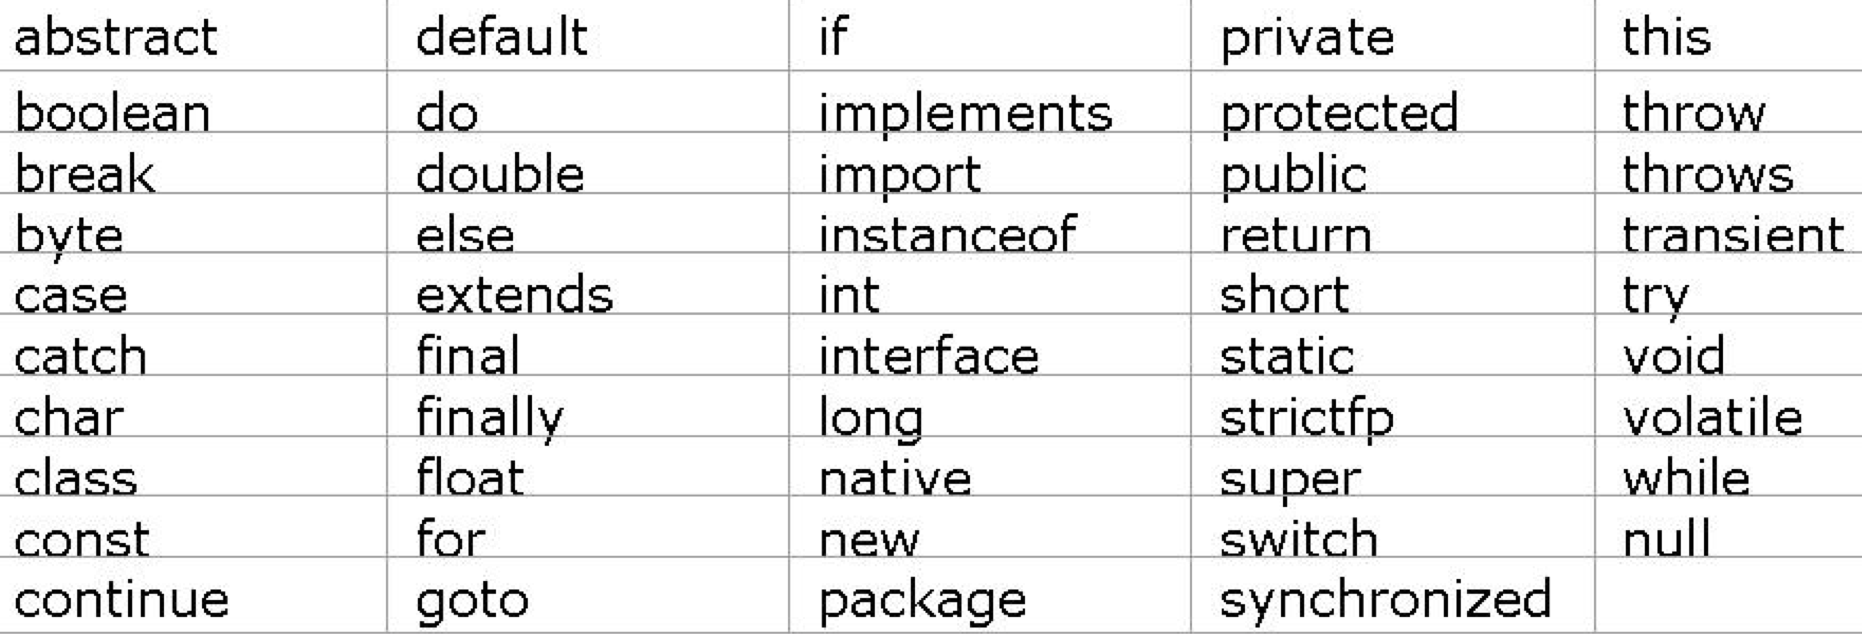 abstract default if private this
boolean do implements protected throw
break double import public throws
byte else instanceof return transient
case extends int short try
catch final interface static void
char finally long strictfp volatile
class float native super while
const for new switch null
continue goto package synchronized